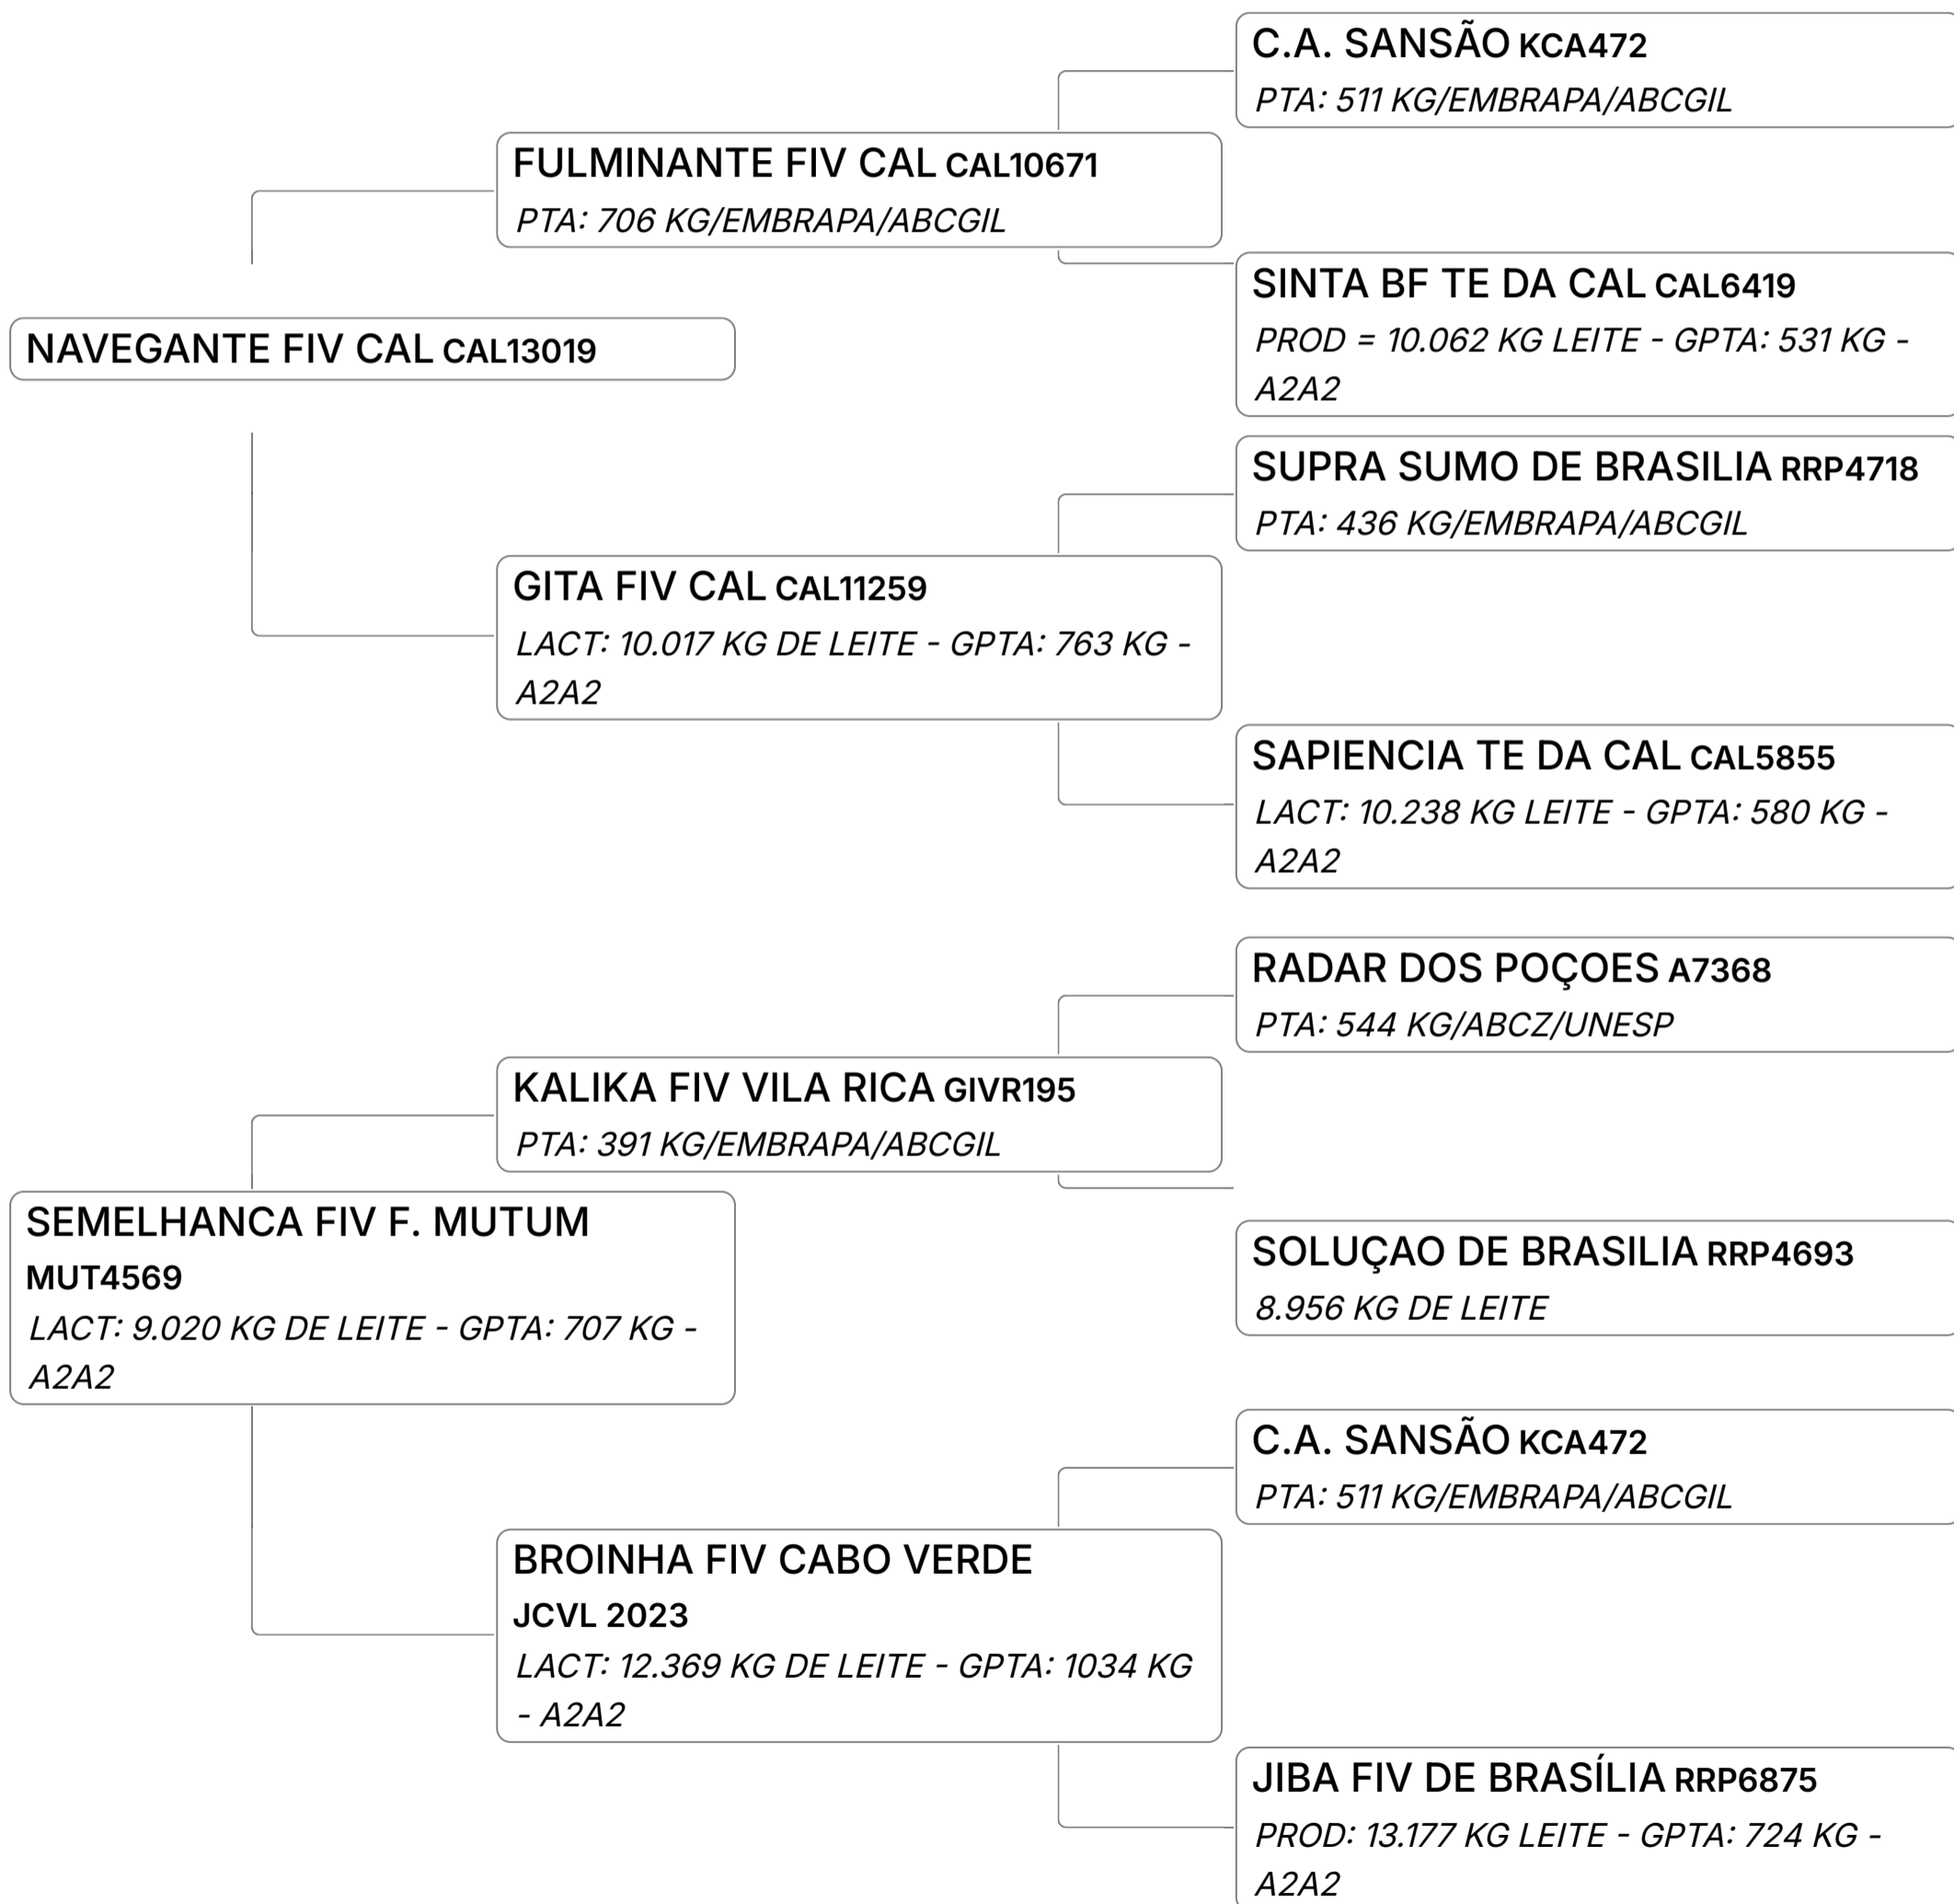 C.A. SANSÃO KCA472
PTA: 511 KG/EMBRAPA/ABCGIL
FULMINANTE FIV CAL CAL10671
PTA: 706 KG/EMBRAPA/ABCGIL
SINTA BF TE DA CAL CAL6419
PROD = 10.062 KG LEITE - GPTA: 531 KG -
A2A2
NAVEGANTE FIV CAL CAL13019
SUPRA SUMO DE BRASILIA RRP4718
PTA: 436 KG/EMBRAPA/ABCGIL
GITA FIV CAL CAL11259
LACT: 10.017 KG DE LEITE - GPTA: 763 KG -
A2A2
SAPIENCIA TE DA CAL CAL5855
LACT: 10.238 KG LEITE - GPTA: 580 KG -
A2A2
RADAR DOS POÇOES A7368
PTA: 544 KG/ABCZ/UNESP
KALIKA FIV VILA RICA GIVR195
PTA: 391 KG/EMBRAPA/ABCGIL
SEMELHANCA FIV F. MUTUM
MUT4569
LACT: 9.020 KG DE LEITE - GPTA: 707 KG -
A2A2
SOLUÇAO DE BRASILIA RRP4693
8.956 KG DE LEITE
C.A. SANSÃO KCA472
PTA: 511 KG/EMBRAPA/ABCGIL
BROINHA FIV CABO VERDE
JCVL 2023
LACT: 12.369 KG DE LEITE - GPTA: 1034 KG
- A2A2
JIBA FIV DE BRASÍLIA RRP6875
PROD: 13.177 KG LEITE - GPTA: 724 KG -
A2A2